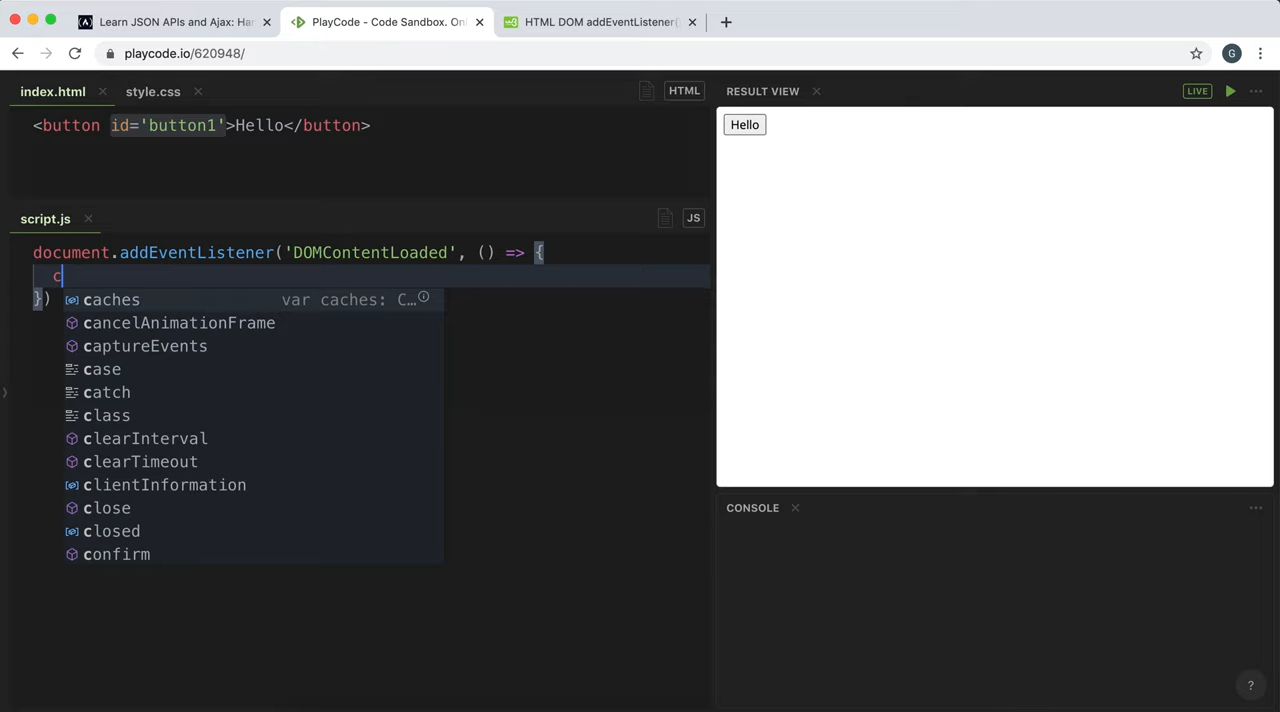 Learn JSON APIs and Ajax: Har
PlayCode - Code Sandbox. Onl
HTML DOM addEventListener()
playcode.io/620948/
G
index.html
style.css
HTML
<button id='button1'>Hello</button>
script.js
JS
document.addEventListener('DOMContentLoaded', () => {
c
})
caches var caches: C…
cancelAnimationFrame
captureEvents
case
catch
class
clearInterval
clearTimeout
clientInformation
close
closed
confirm
RESULT VIEW
LIVE
Hello
CONSOLE
?